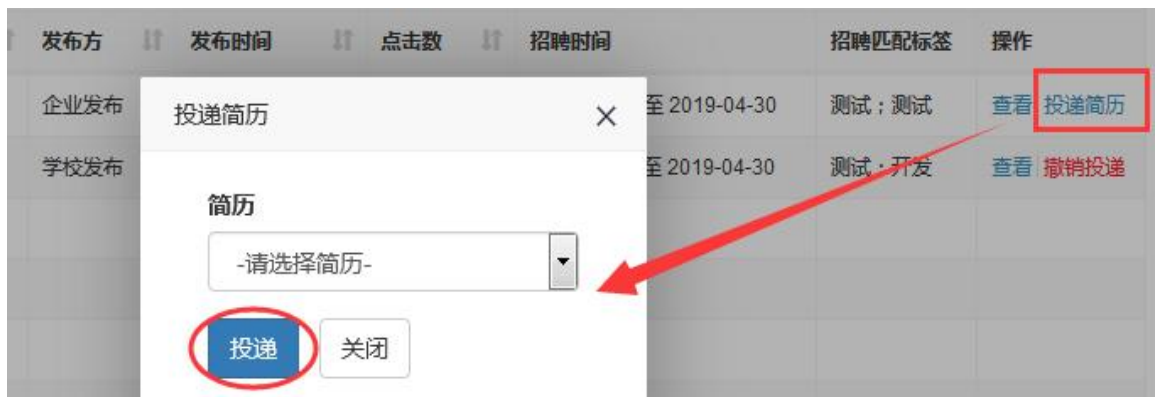 发布方 发布时间 点击数 招聘时间 招聘匹配标签 操作
企业发布 至 2019-04-30 测试；测试 查看 投递简历
学校发布 至 2019-04-30 测试；开发 查看 撤销投递
投递简历
简历
-请选择简历-
投递 关闭